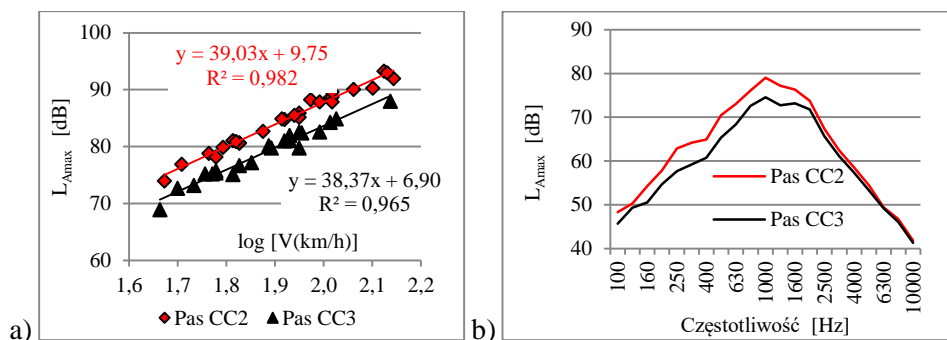 a)
L_Amax [dB]
100
90
80
70
60
y = 39,03x + 9,75
R² = 0,982
y = 38,37x + 6,90
R² = 0,965
log [V(km/h)]
1,6 1,7 1,8 1,9 2,0 2,1 2,2
Pas CC2 Pas CC3
b)
L_Amax [dB]
90
80
70
60
50
40
Pas CC2
Pas CC3
100 160 250 400 630 1000 1600 2500 4000 6300 10000
Częstotliwość [Hz]